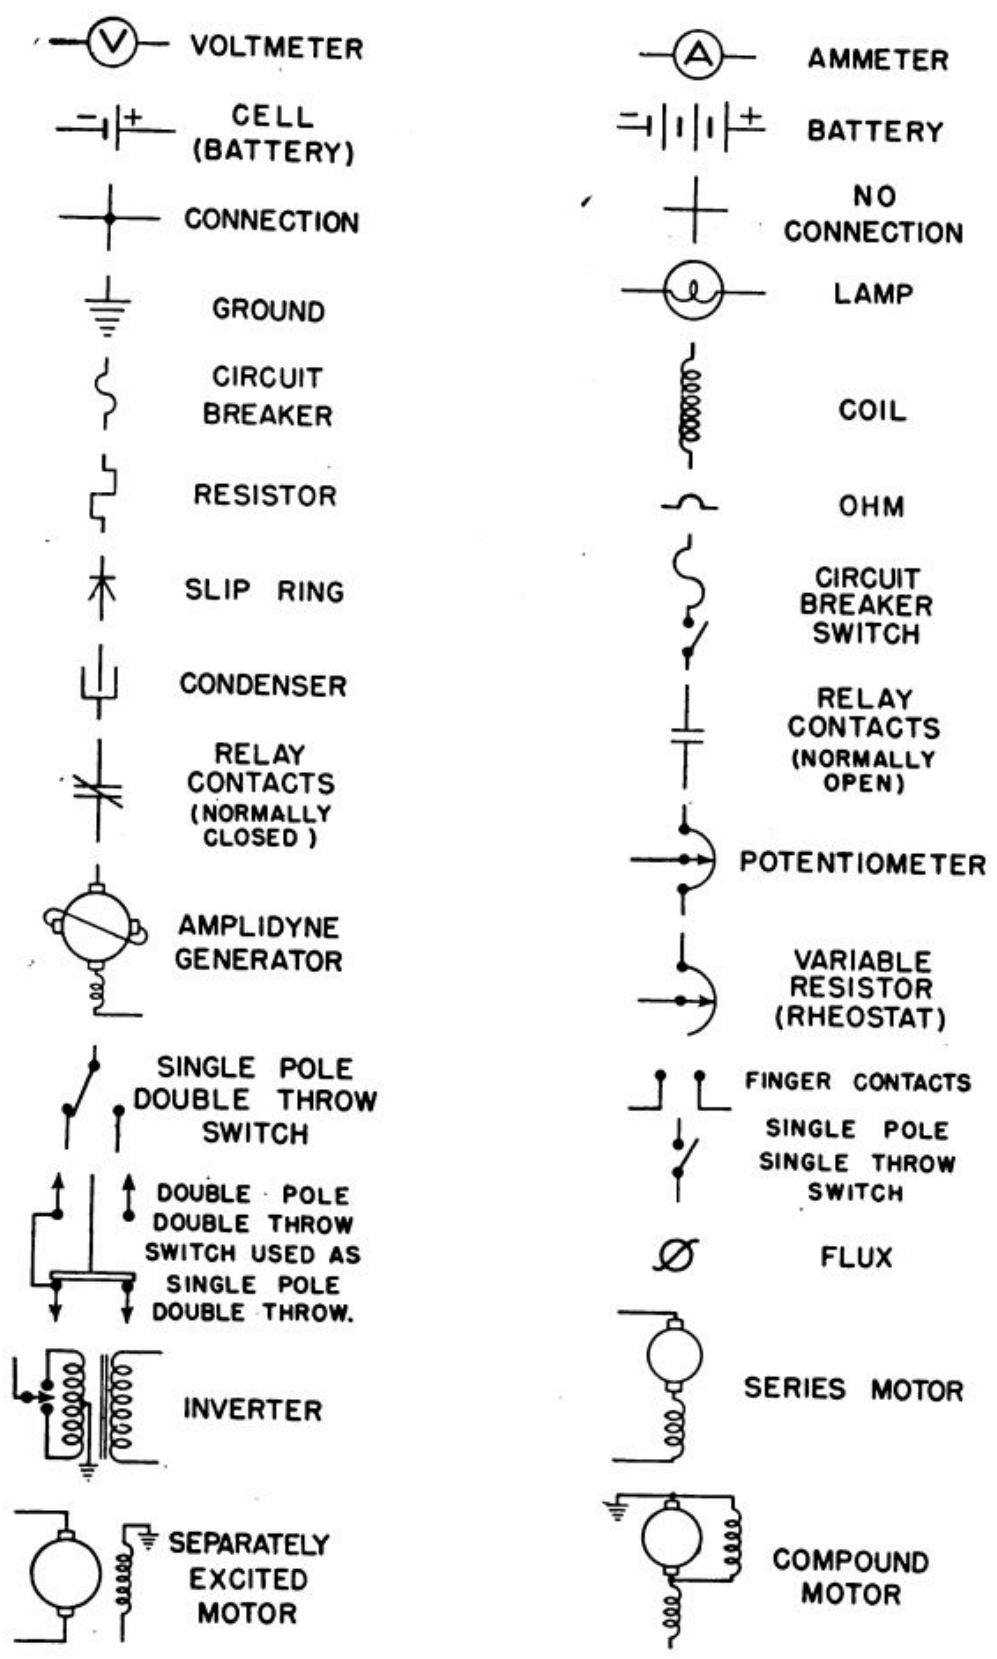 V VOLTMETER
- + CELL
(BATTERY)
CONNECTION
GROUND
CIRCUIT
BREAKER
RESISTOR
SLIP RING
CONDENSER
RELAY
CONTACTS
(NORMALLY
CLOSED)
AMPLIDYNE
GENERATOR
SINGLE POLE
DOUBLE THROW
SWITCH
DOUBLE POLE
DOUBLE THROW
SWITCH USED AS
SINGLE POLE
DOUBLE THROW.
INVERTER
SEPARATELY
EXCITED
MOTOR
A AMMETER
- + BATTERY
NO
CONNECTION
LAMP
COIL
OHM
CIRCUIT
BREAKER
SWITCH
RELAY
CONTACTS
(NORMALLY
OPEN)
POTENTIOMETER
VARIABLE
RESISTOR
(RHEOSTAT)
FINGER CONTACTS
SINGLE POLE
SINGLE THROW
SWITCH
FLUX
SERIES MOTOR
COMPOUND
MOTOR